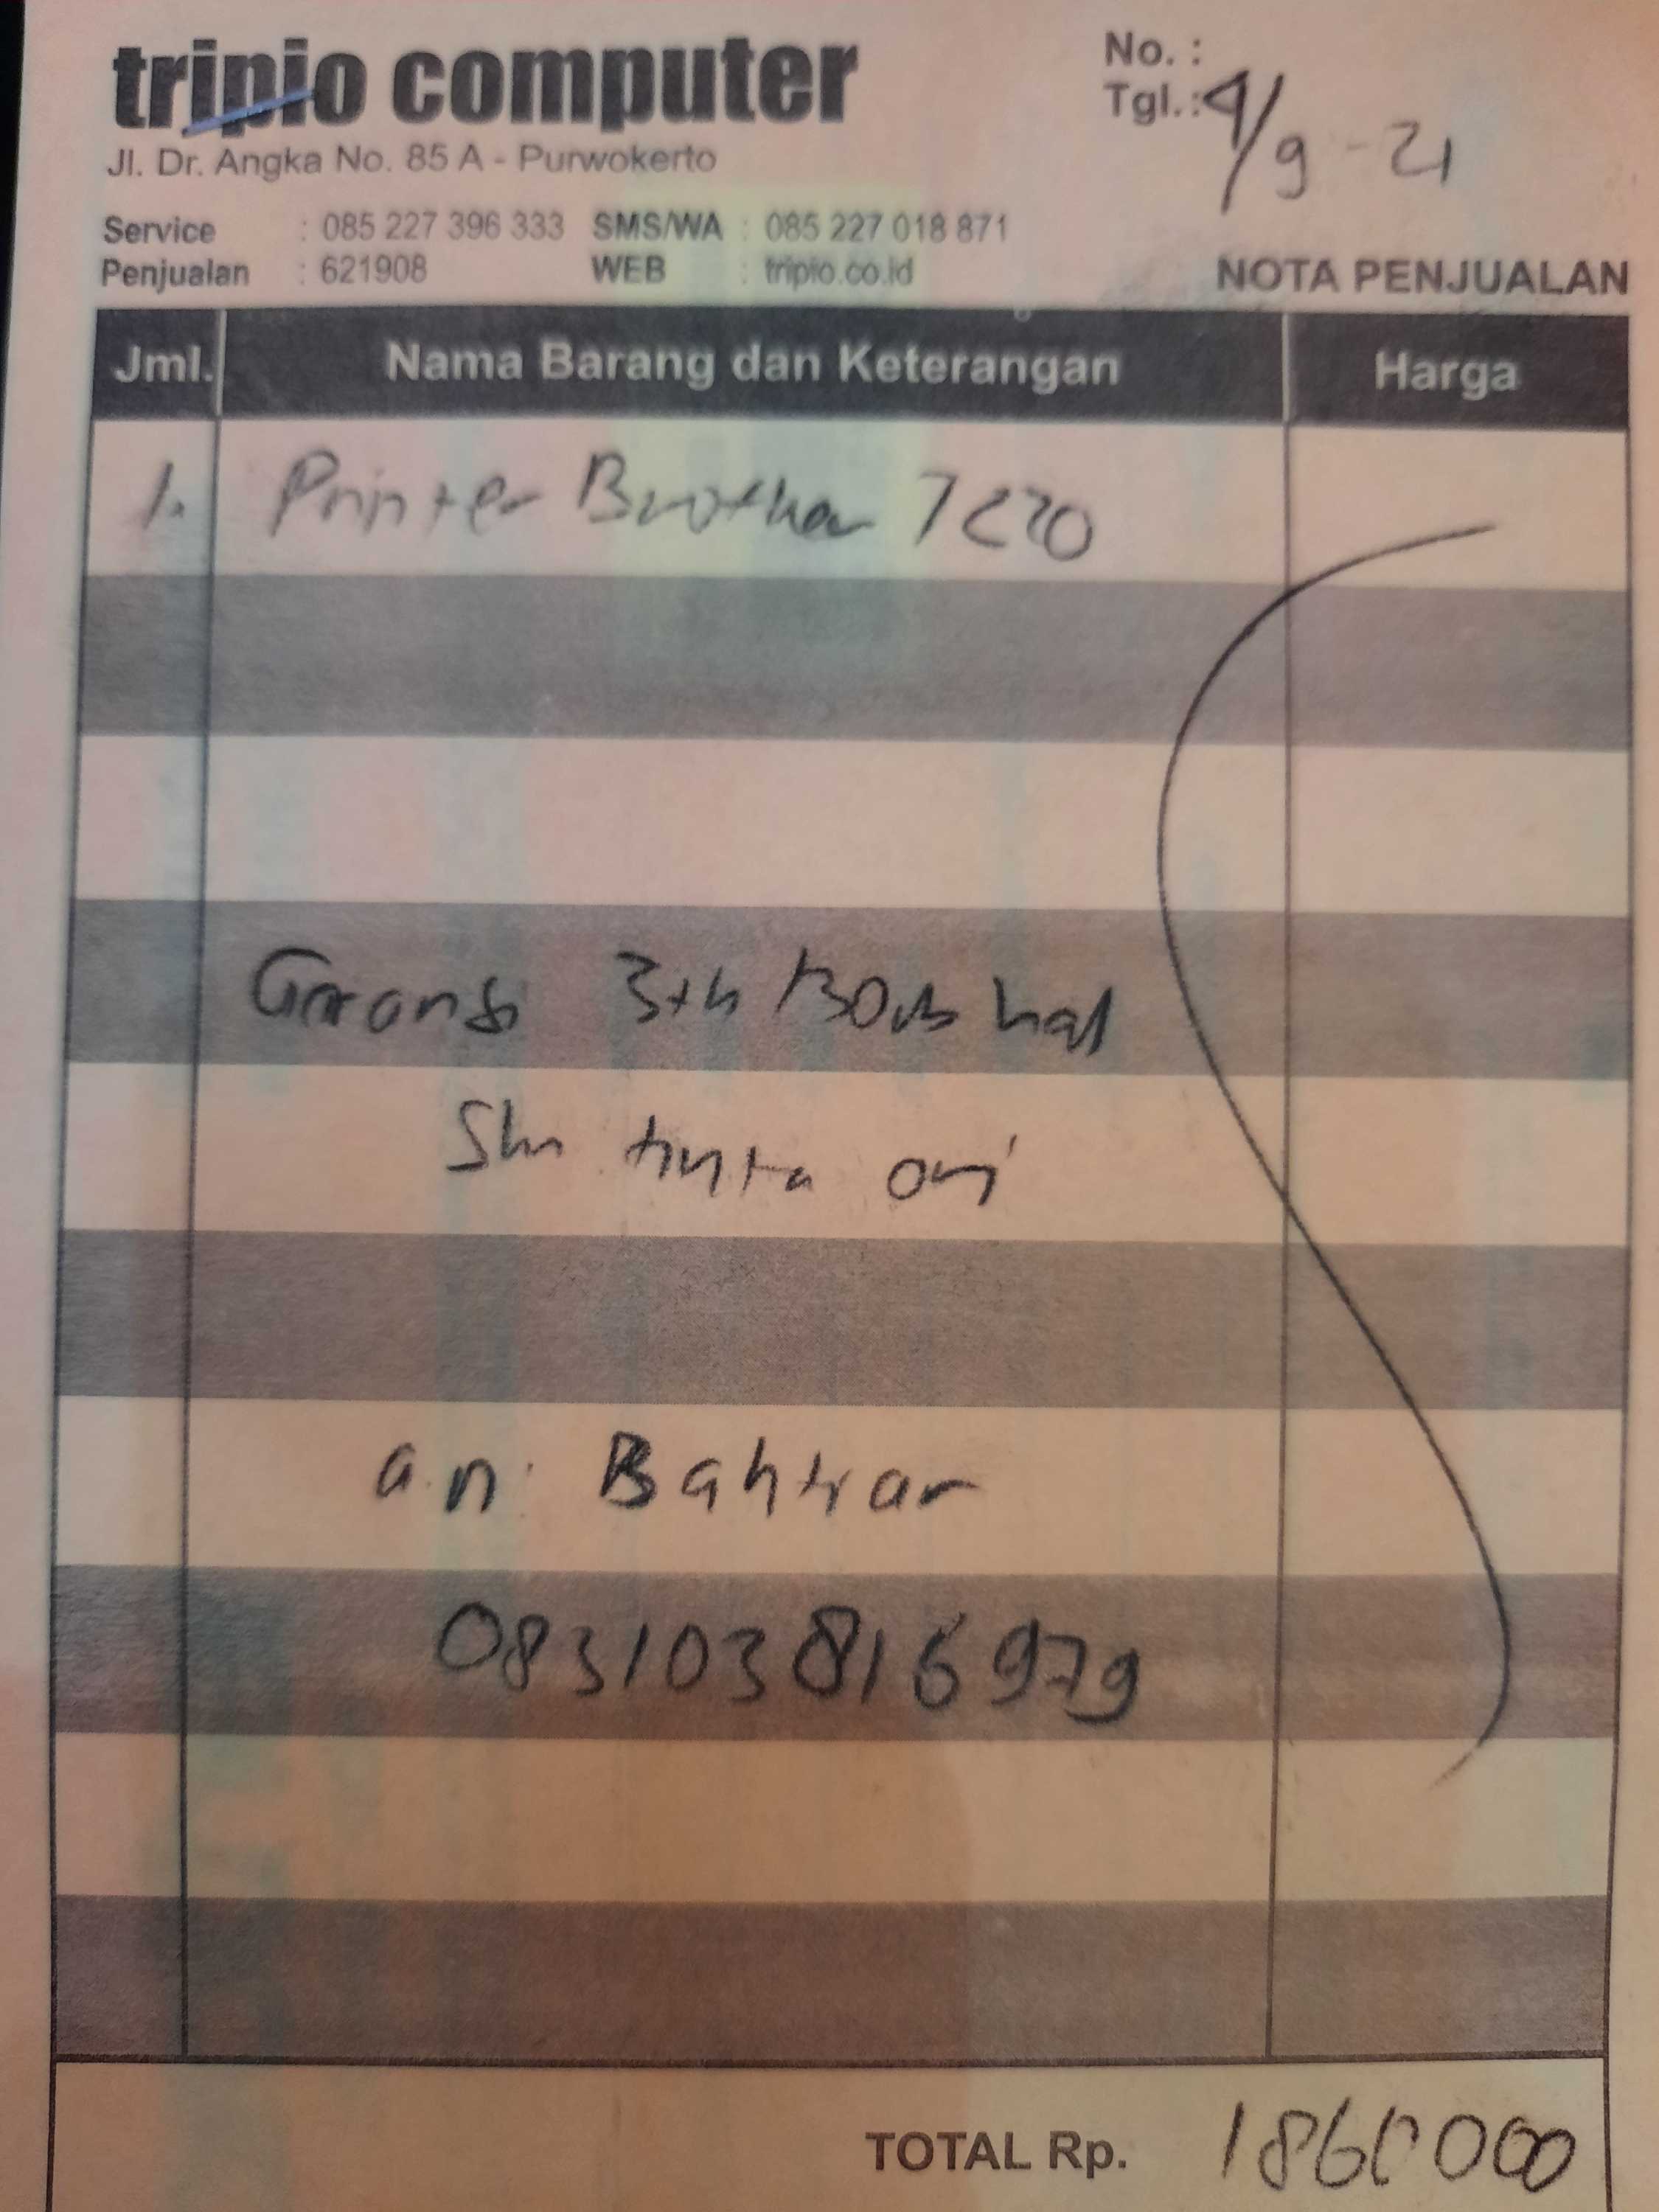 tripio computer
Jl. Dr. Angka No. 85 A - Purwokerto
No. :
Tgl.: 4/9 - 21
Service : 085 227 396 333 SMS/WA : 085 227 018 871
Penjualan : 621908 WEB : tripio.co.id
NOTA PENJUALAN
Jml. Nama Barang dan Keterangan Harga
1. Printer Brother T220
Garansi 3th / 30rb hal
Slm tinta ori
a.n. Bahtiar
083103816979
TOTAL Rp. 1860000